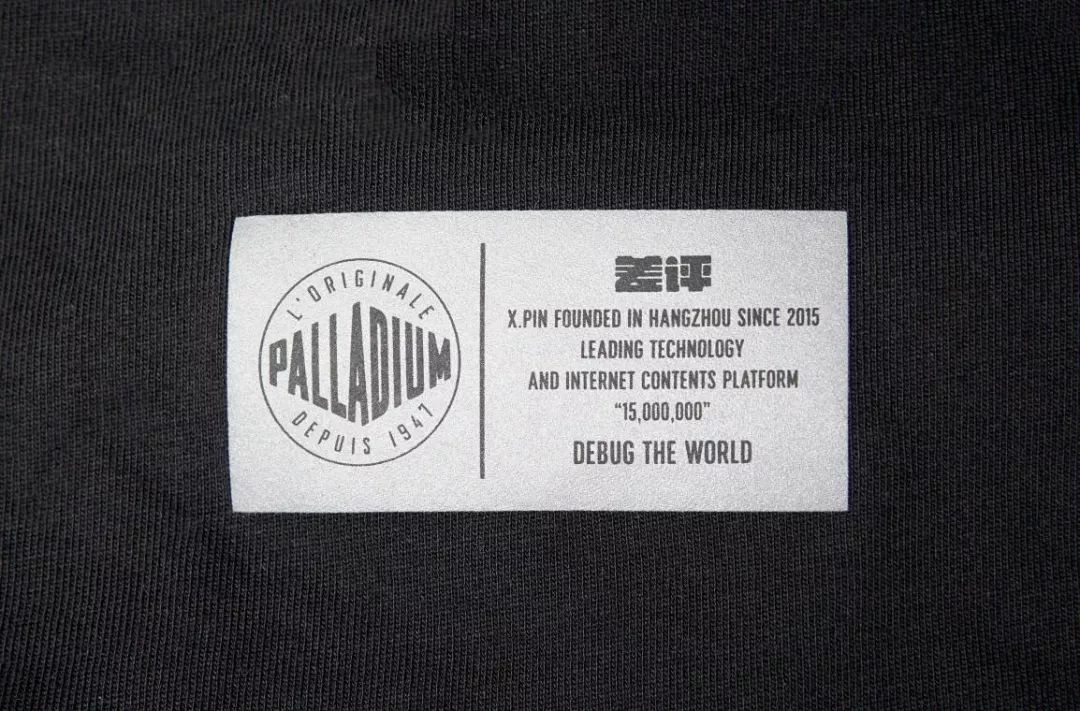 L'ORIGINALE
PALLADIUM
DEPUIS 1947
差评
X.PIN FOUNDED IN HANGZHOU SINCE 2015
LEADING TECHNOLOGY
AND INTERNET CONTENTS PLATFORM
“15,000,000”
DEBUG THE WORLD